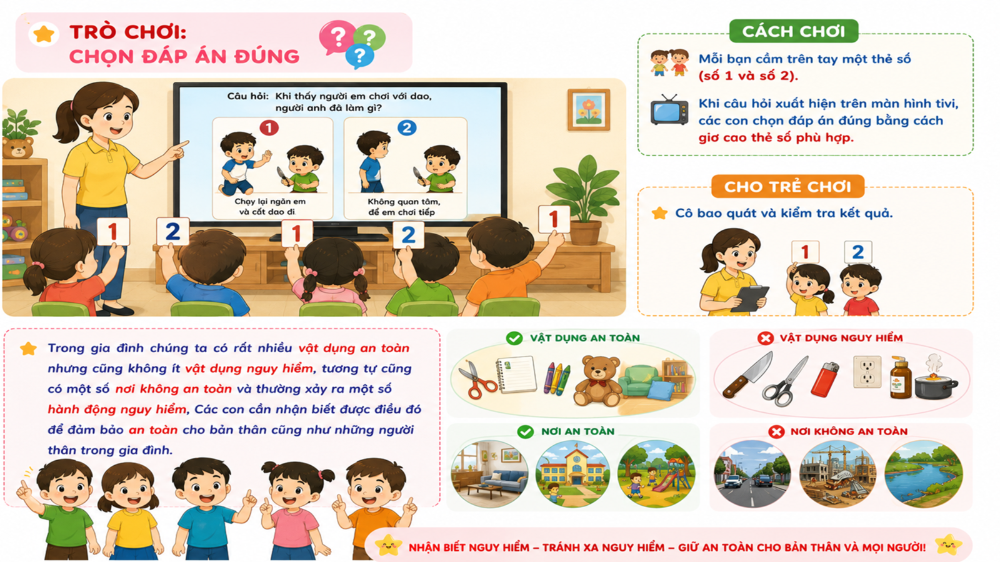 TRÒ CHƠI:
CHỌN ĐÁP ÁN ĐÚNG
?
?
?
Câu hỏi: Khi thấy người em chơi với dao,
người anh đã làm gì?
1
2
Chạy lại ngăn em
và cất dao đi.
Không quan tâm,
để em chơi tiếp
1
2
1
2
1
CÁCH CHƠI
Mỗi bạn cầm trên tay một thẻ số
(số 1 và số 2).
Khi câu hỏi xuất hiện trên màn hình tivi,
các con chọn đáp án đúng bằng cách
giơ cao thẻ số phù hợp.
CHO TRẺ CHƠI
Cô bao quát và kiểm tra kết quả.
1
2
Trong gia đình chúng ta có rất nhiều vật dụng an toàn
nhưng cũng không ít vật dụng nguy hiểm, tương tự cũng
có một số nơi không an toàn và thường xảy ra một số
hành động nguy hiểm, Các con cần nhận biết được điều đó
để đảm bảo an toàn cho bản thân cũng như những người
thân trong gia đình.
VẬT DỤNG AN TOÀN
VẬT DỤNG NGUY HIỂM
NƠI AN TOÀN
NƠI KHÔNG AN TOÀN
NHẬN BIẾT NGUY HIỂM – TRÁNH XA NGUY HIỂM – GIỮ AN TOÀN CHO BẢN THÂN VÀ MỌI NGƯỜI!